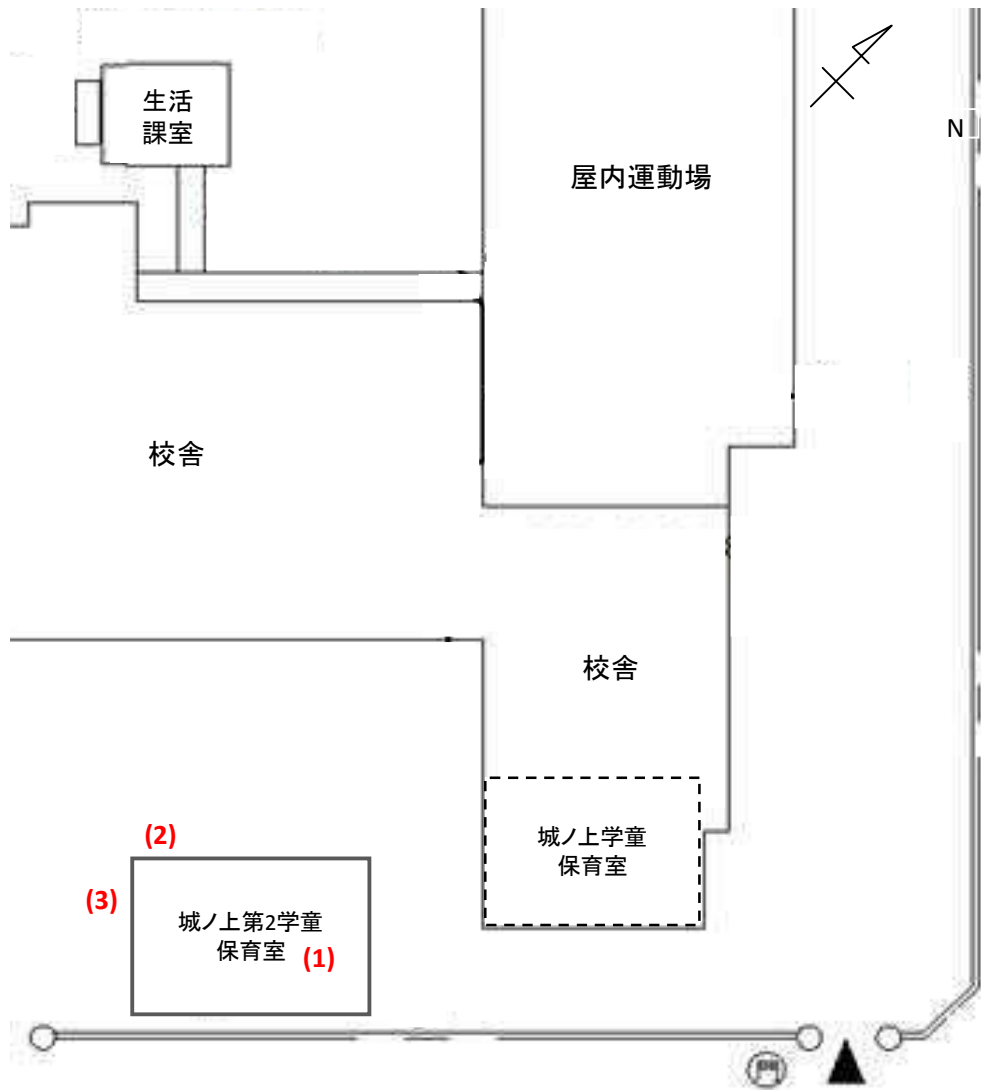 生活
課室
N
屋内運動場
校舎
校舎
城ノ上学童
保育室
(2)
(3)
城ノ上第2学童
保育室
(1)
門